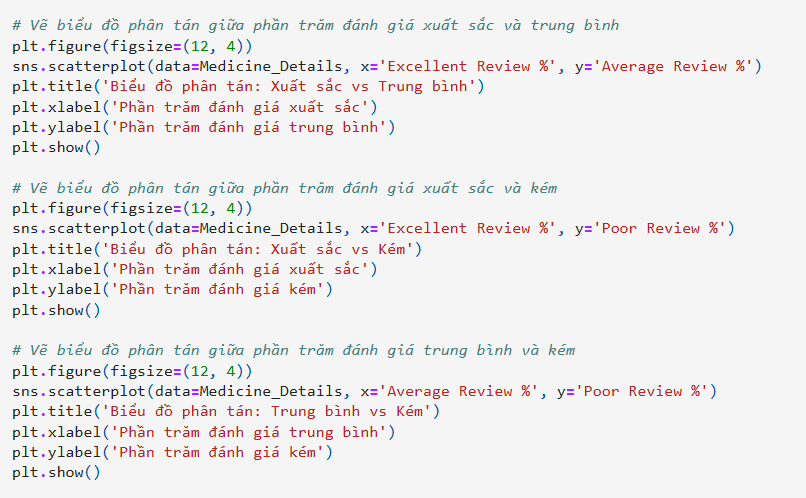 # Vẽ biểu đồ phân tán giữa phần trăm đánh giá xuất sắc và trung bình
plt.figure(figsize=(12, 4))
sns.scatterplot(data=Medicine_Details, x='Excellent Review %', y='Average Review %')
plt.title('Biểu đồ phân tán: Xuất sắc vs Trung bình')
plt.xlabel('Phần trăm đánh giá xuất sắc')
plt.ylabel('Phần trăm đánh giá trung bình')
plt.show()

# Vẽ biểu đồ phân tán giữa phần trăm đánh giá xuất sắc và kém
plt.figure(figsize=(12, 4))
sns.scatterplot(data=Medicine_Details, x='Excellent Review %', y='Poor Review %')
plt.title('Biểu đồ phân tán: Xuất sắc vs Kém')
plt.xlabel('Phần trăm đánh giá xuất sắc')
plt.ylabel('Phần trăm đánh giá kém')
plt.show()

# Vẽ biểu đồ phân tán giữa phần trăm đánh giá trung bình và kém
plt.figure(figsize=(12, 4))
sns.scatterplot(data=Medicine_Details, x='Average Review %', y='Poor Review %')
plt.title('Biểu đồ phân tán: Trung bình vs Kém')
plt.xlabel('Phần trăm đánh giá trung bình')
plt.ylabel('Phần trăm đánh giá kém')
plt.show()